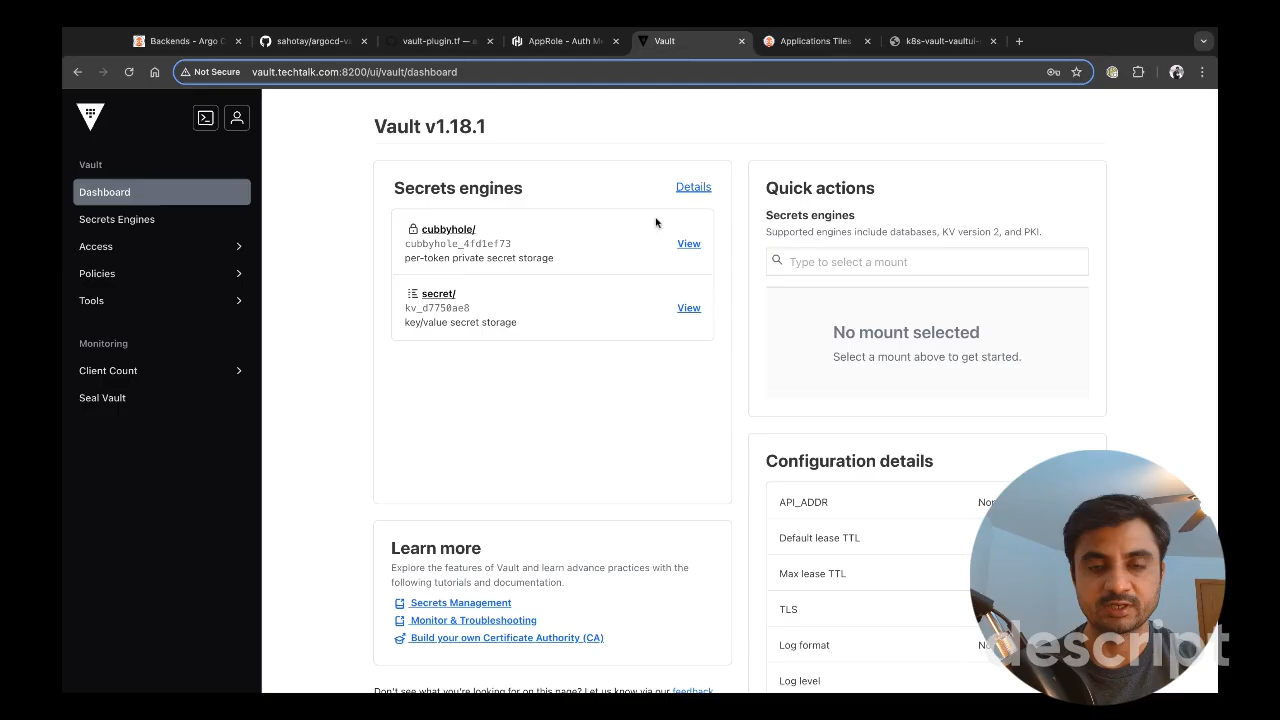 Backends - Argo C
sahotay/argocd-va
vault-plugin.tf — a
AppRole - Auth Me
Vault
Applications Tiles
k8s-vault-vaultui-
Not Secure vault.techtalk.com:8200/ui/vault/dashboard
Vault
Dashboard
Secrets Engines
Access
Policies
Tools
Monitoring
Client Count
Seal Vault
Vault v1.18.1
Secrets engines
Details
cubbyhole/
cubbyhole_4fd1ef73
per-token private secret storage
View
secret/
kv_d7750ae8
key/value secret storage
View
Learn more
Explore the features of Vault and learn advance practices with the
following tutorials and documentation.
Secrets Management
Monitor & Troubleshooting
Build your own Certificate Authority (CA)
Don't see what you're looking for on this page? Let us know via our feedback
Quick actions
Secrets engines
Supported engines include databases, KV version 2, and PKI.
Type to select a mount
No mount selected
Select a mount above to get started.
Configuration details
API_ADDR
Default lease TTL
Max lease TTL
TLS
Log format
Log level
descript